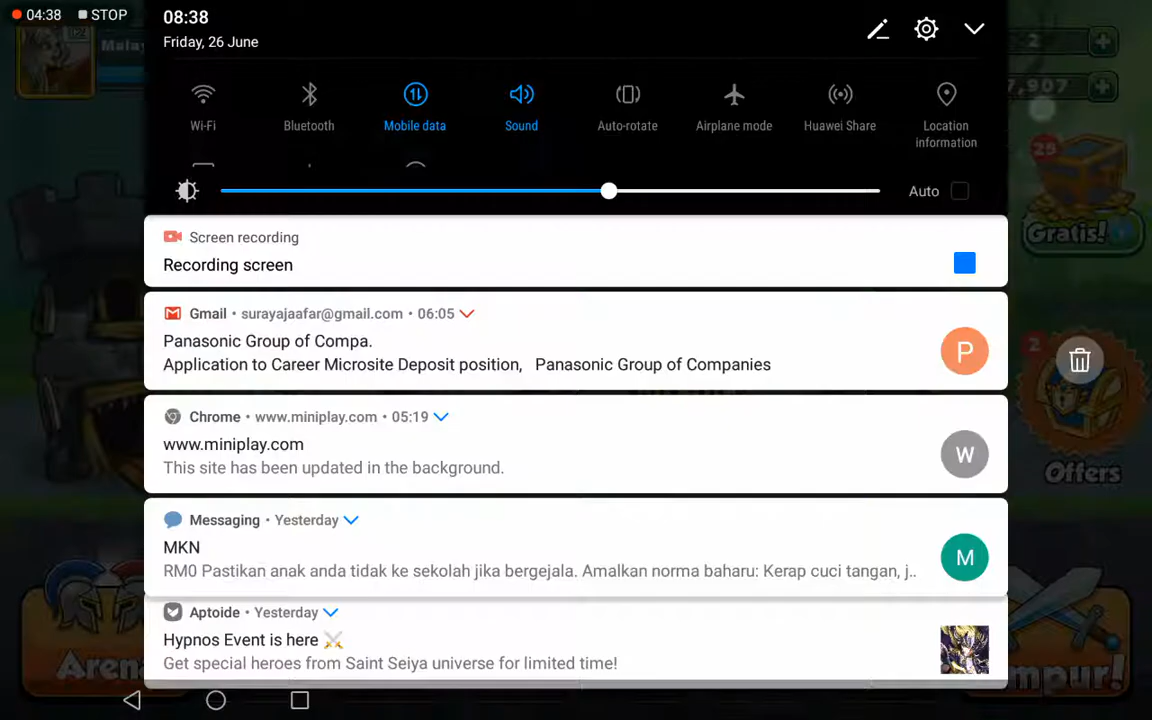 04:38 STOP
08:38
Friday, 26 June
Wi-Fi
Bluetooth
Mobile data
Sound
Auto-rotate
Airplane mode
Huawei Share
Location
information
Auto
Screen recording
Recording screen
Gmail • surayajaafar@gmail.com • 06:05
Panasonic Group of Compa.
Application to Career Microsite Deposit position, Panasonic Group of Companies
P
Chrome • www.miniplay.com • 05:19
www.miniplay.com
This site has been updated in the background.
W
Messaging • Yesterday
MKN
RM0 Pastikan anak anda tidak ke sekolah jika bergejala. Amalkan norma baharu: Kerap cuci tangan, j..
M
Aptoide • Yesterday
Hypnos Event is here ⚔️
Get special heroes from Saint Seiya universe for limited time!
2
7,907
25
Gratis!
2
Offers